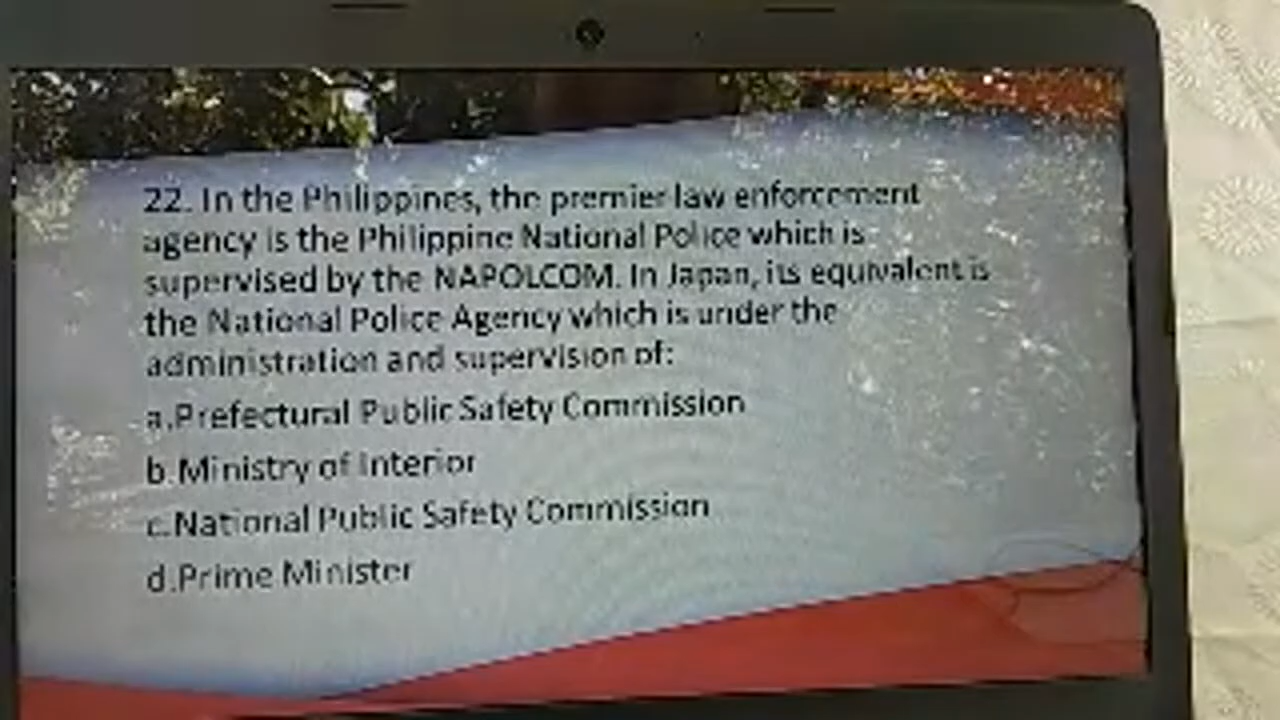 22. In the Philippines, the premier law enforcement
agency is the Philippine National Police which is
supervised by the NAPOLCOM. In Japan, its equivalent is
the National Police Agency which is under the
administration and supervision of:
a.Prefectural Public Safety Commission
b.Ministry of Interior
c.National Public Safety Commission
d.Prime Minister